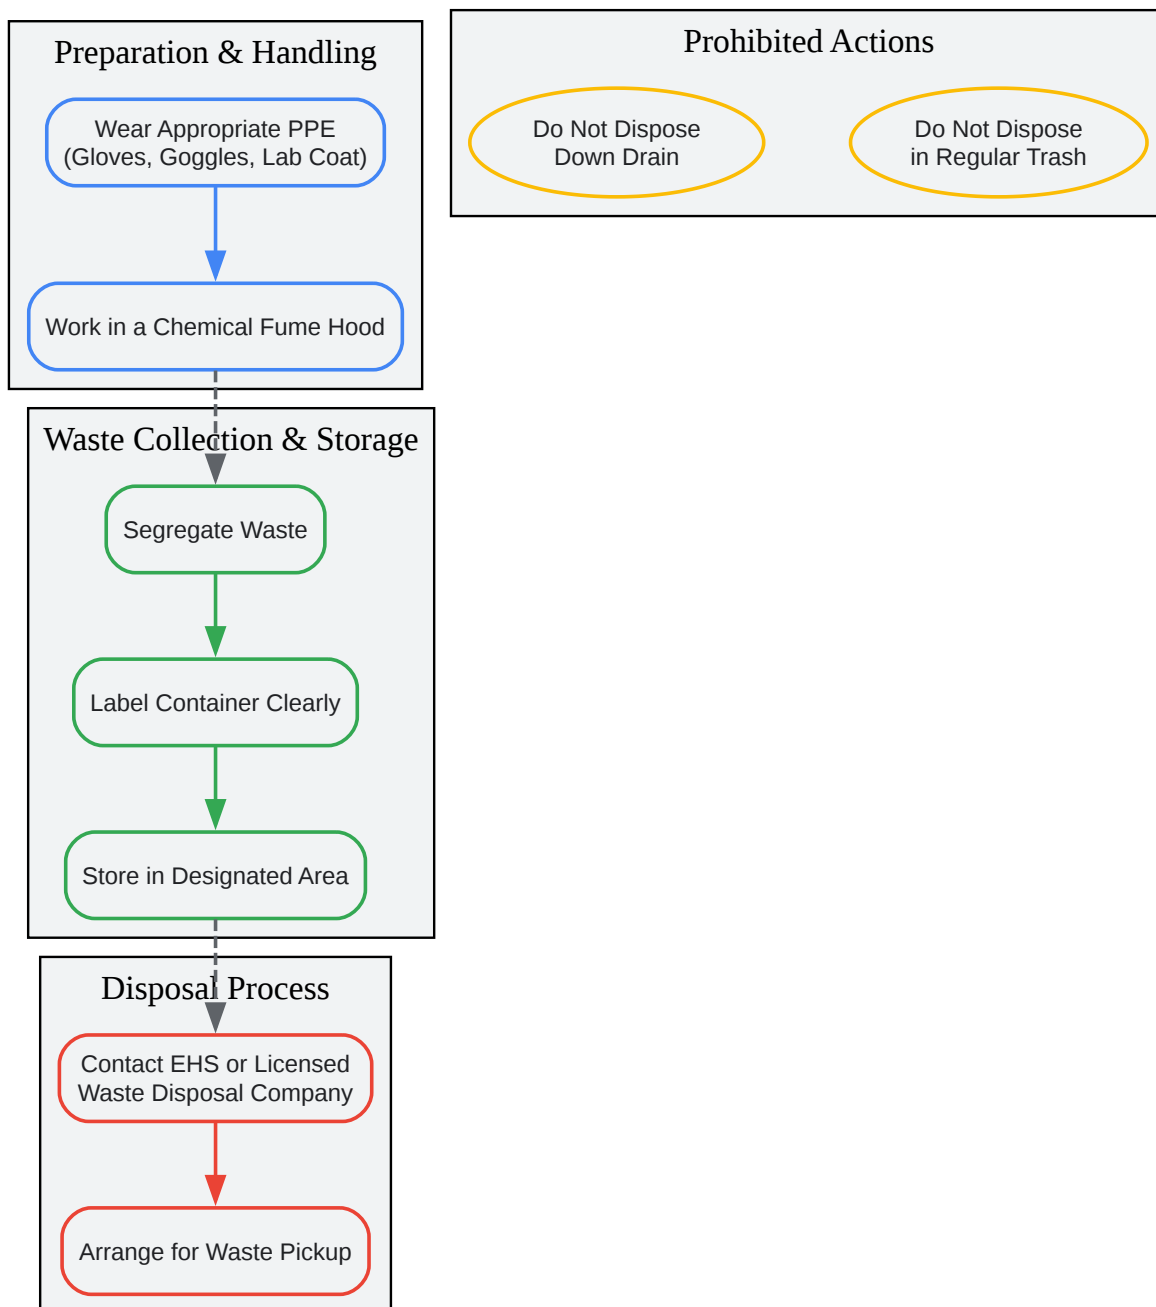 Preparation & Handling
Wear Appropriate PPE
(Gloves, Goggles, Lab Coat)
Work in a Chemical Fume Hood
Prohibited Actions
Do Not Dispose
Down Drain
Do Not Dispose
in Regular Trash
Waste Collection & Storage
Segregate Waste
Label Container Clearly
Store in Designated Area
Disposal Process
Contact EHS or Licensed
Waste Disposal Company
Arrange for Waste Pickup